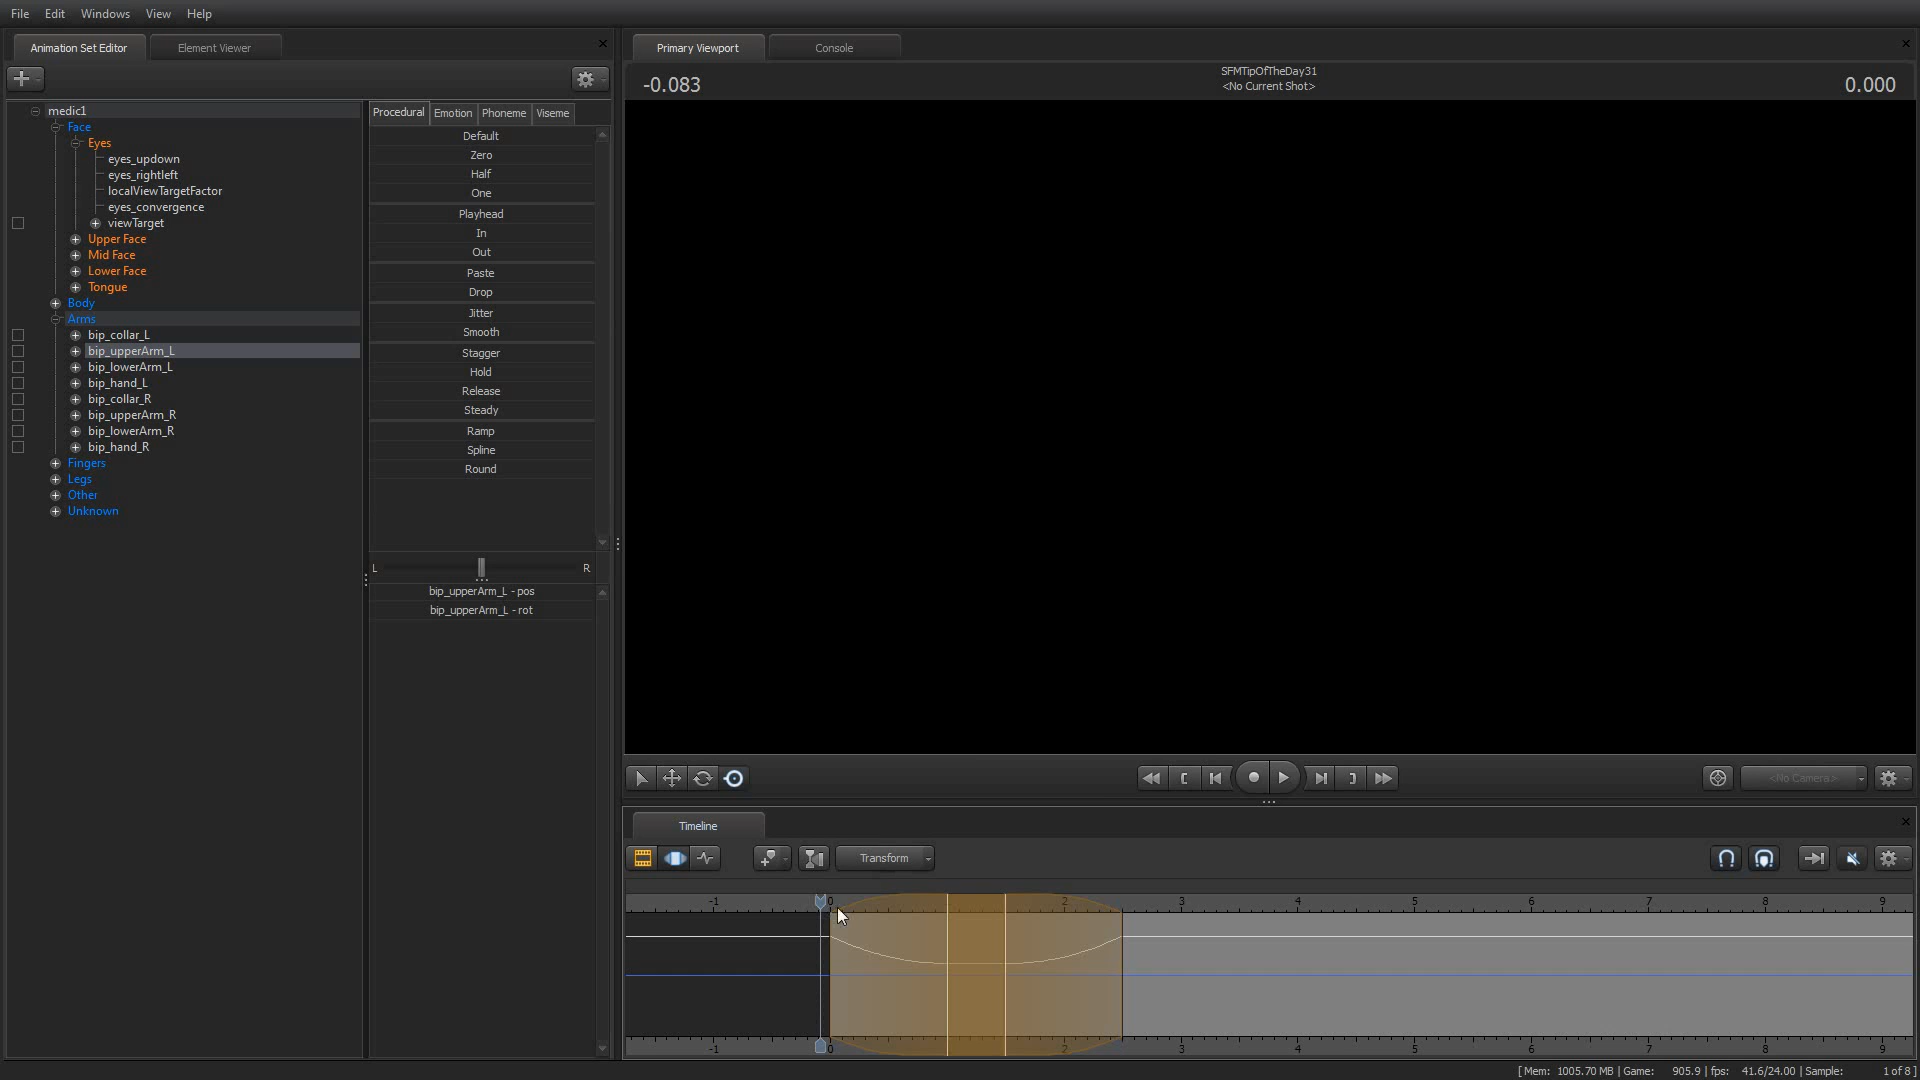 File Edit Windows View Help
Animation Set Editor Element Viewer
Primary Viewport Console
-0.083
SFMTipOfTheDay31
<No Current Shot>
0.000
medic1
Face
Eyes
eyes_updown
eyes_rightleft
localViewTargetFactor
eyes_convergence
viewTarget
Upper Face
Mid Face
Lower Face
Tongue
Body
Arms
bip_collar_L
bip_upperArm_L
bip_lowerArm_L
bip_hand_L
bip_collar_R
bip_upperArm_R
bip_lowerArm_R
bip_hand_R
Fingers
Legs
Other
Unknown
Procedural Emotion Phoneme Viseme
Default
Zero
Half
One
Playhead
In
Out
Paste
Drop
Jitter
Smooth
Stagger
Hold
Release
Steady
Ramp
Spline
Round
L R
bip_upperArm_L - pos
bip_upperArm_L - rot
<No Camera>
Timeline
Transform
-1 0 2 3 4 5 6 7 8 9
-1 0 2 3 4 5 6 7 8 9
[ Mem: 1005.70 MB | Game: 905.9 | fps: 41.6/24.00 | Sample: 1 of 8 ]